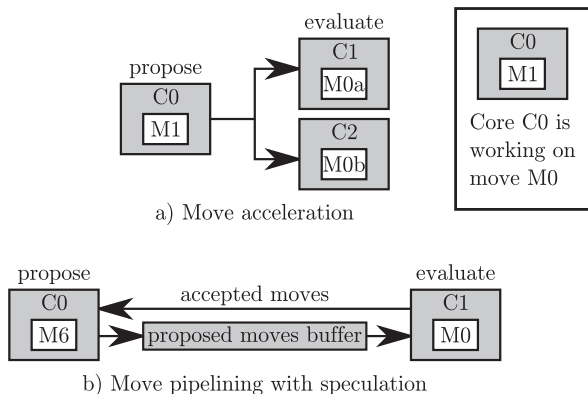 evaluate
propose
C1
M0a
C0
M1
C2
M0b
a) Move acceleration
C0
M1
Core C0 is
working on
move M0
propose
evaluate
C0
accepted moves
C1
M6
proposed moves buffer
M0
b) Move pipelining with speculation